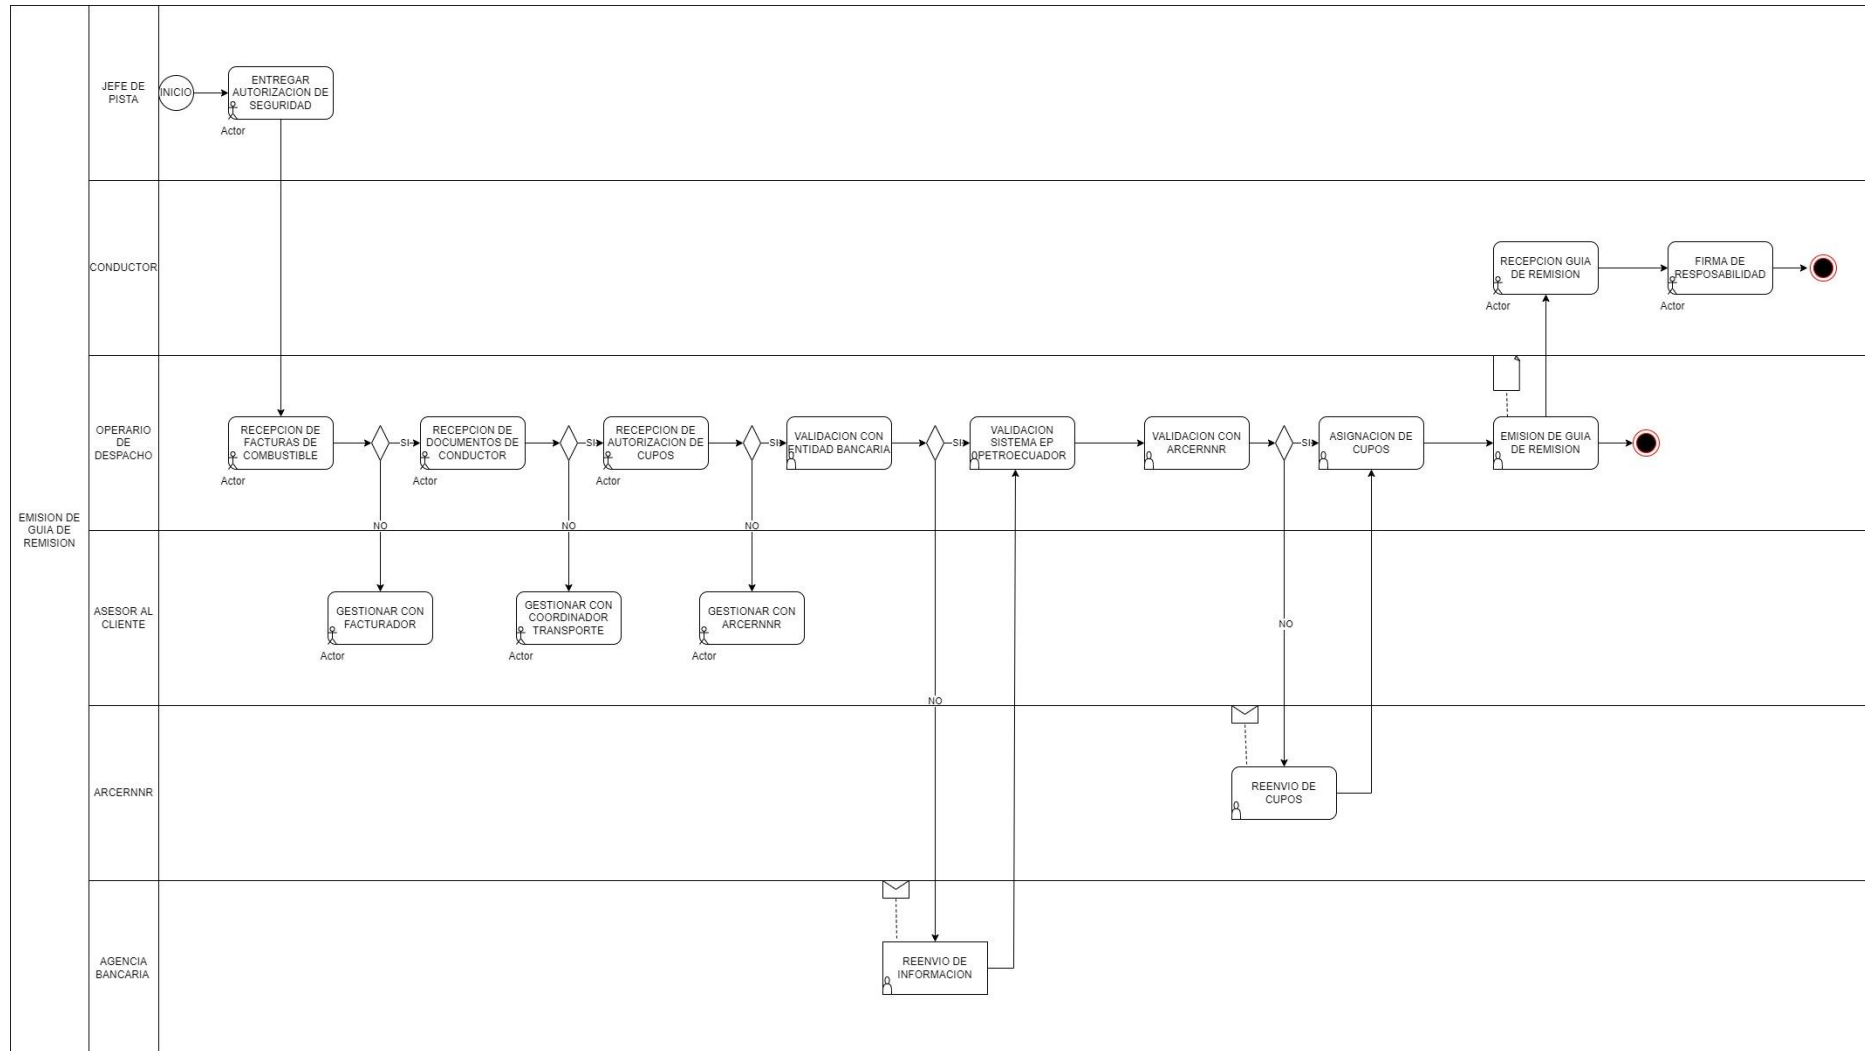 EMISION DE
GUIA DE
REMISION
JEFE DE
PISTA
INICIO
ENTREGAR
AUTORIZACION DE
SEGURIDAD
Actor
CONDUCTOR
RECEPCION GUIA
DE REMISION
Actor
FIRMA DE
RESPOSABILIDAD
Actor
OPERARIO
DE
DESPACHO
RECEPCION DE
FACTURAS DE
COMBUSTIBLE
Actor
SI
NO
RECEPCION DE
DOCUMENTOS DE
CONDUCTOR
Actor
SI
NO
RECEPCION DE
AUTORIZACION DE
CUPOS
Actor
SI
NO
VALIDACION CON
ENTIDAD BANCARIA
SI
NO
VALIDACION
SISTEMA EP
PETROECUADOR
VALIDACION CON
ARCERNNR
SI
NO
ASIGNACION DE
CUPOS
EMISION DE GUIA
DE REMISION
ASESOR AL
CLIENTE
GESTIONAR CON
FACTURADOR
Actor
GESTIONAR CON
COORDINADOR
TRANSPORTE
Actor
GESTIONAR CON
ARCERNNR
Actor
ARCERNNR
REENVIO DE
CUPOS
AGENCIA
BANCARIA
REENVIO DE
INFORMACION